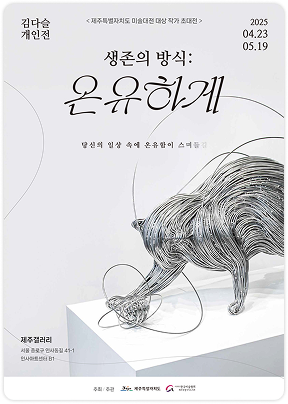 김다슬
개인전
< 제주특별자치도 미술대전 대상 작가 초대전 >
2025
04.23
05.19
생존의 방식:
온유하게
당신의 일상 속에 온유함이 스며들길
제주갤러리
서울 종로구 인사동길 41-1
인사아트센터 B1
주최 / 주관
제주특별자치도